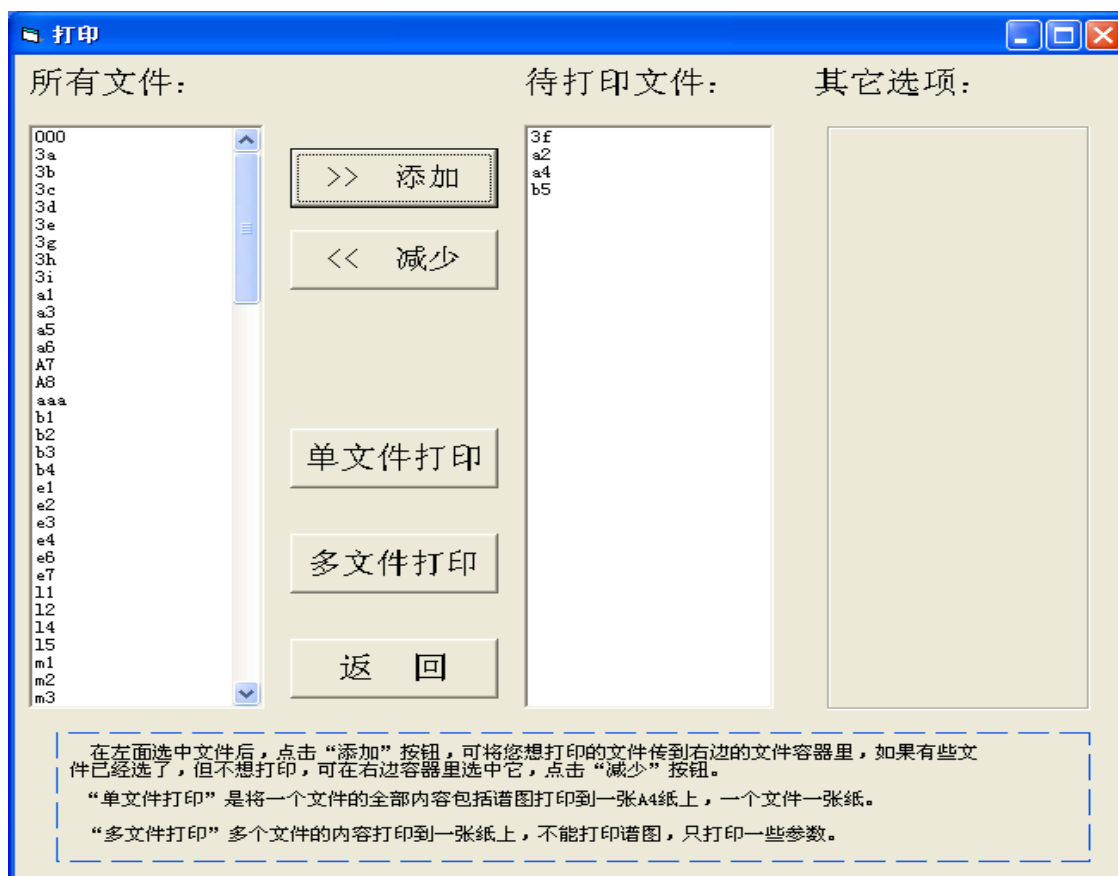 打印
所有文件：
待打印文件：
其它选项：
000
3a
3b
3c
3d
3e
3g
3h
3i
a1
a3
a5
a6
A7
A8
aaa
b1
b2
b3
b4
e1
e2
e3
e4
e6
e7
l1
l2
l4
l5
m1
m2
m3
>> 添加
<< 减少
单文件打印
多文件打印
返 回
3f
a2
a4
b5
在左面选中文件后，点击“添加”按钮，可将您想打印的文件传到右边的文件容器里，如果有些文
件已经选了，但不想打印，可在右边容器里选中它，点击“减少”按钮。
“单文件打印”是将一个文件的全部内容包括谱图打印到一张A4纸上，一个文件一张纸。
“多文件打印”多个文件的内容打印到一张纸上，不能打印谱图，只打印一些参数。